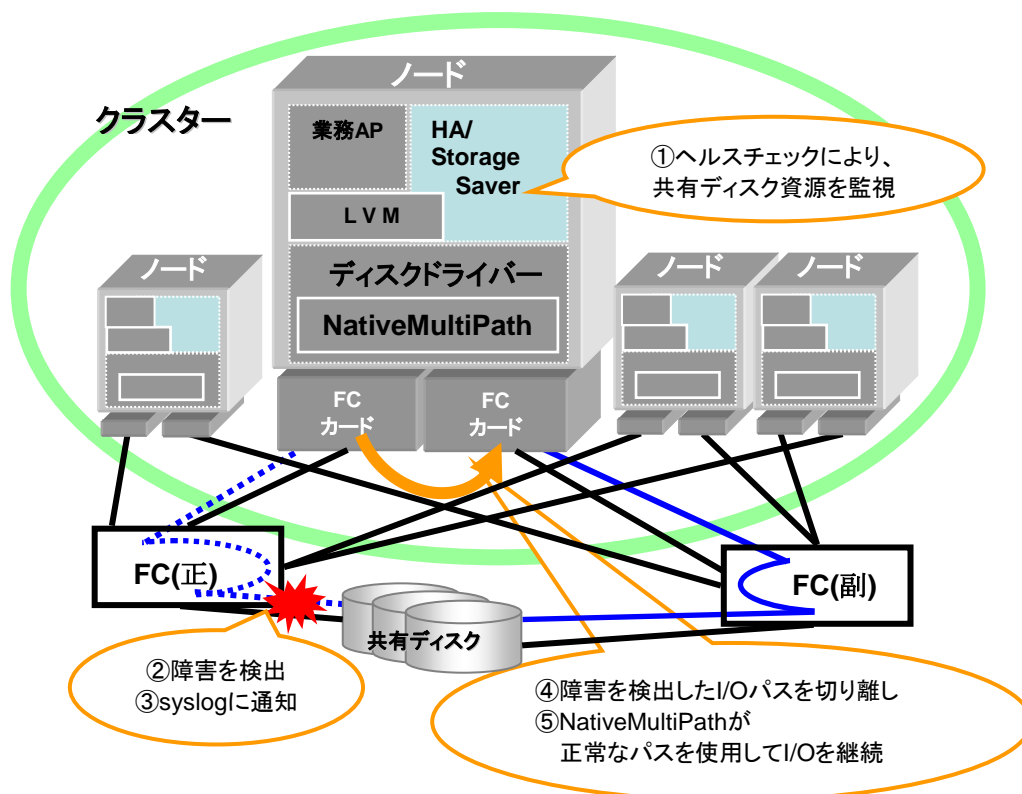 クラスター
ノード
業務AP
HA/
Storage
Saver
L V M
ディスクドライバー
NativeMultiPath
FC
カード
FC
カード
①ヘルスチェックにより、
共有ディスク資源を監視
ノード
ノード
ノード
FC(正)
FC(副)
共有ディスク
②障害を検出
③syslogに通知
④障害を検出したI/Oパスを切り離し
⑤NativeMultiPathが
正常なパスを使用してI/Oを継続